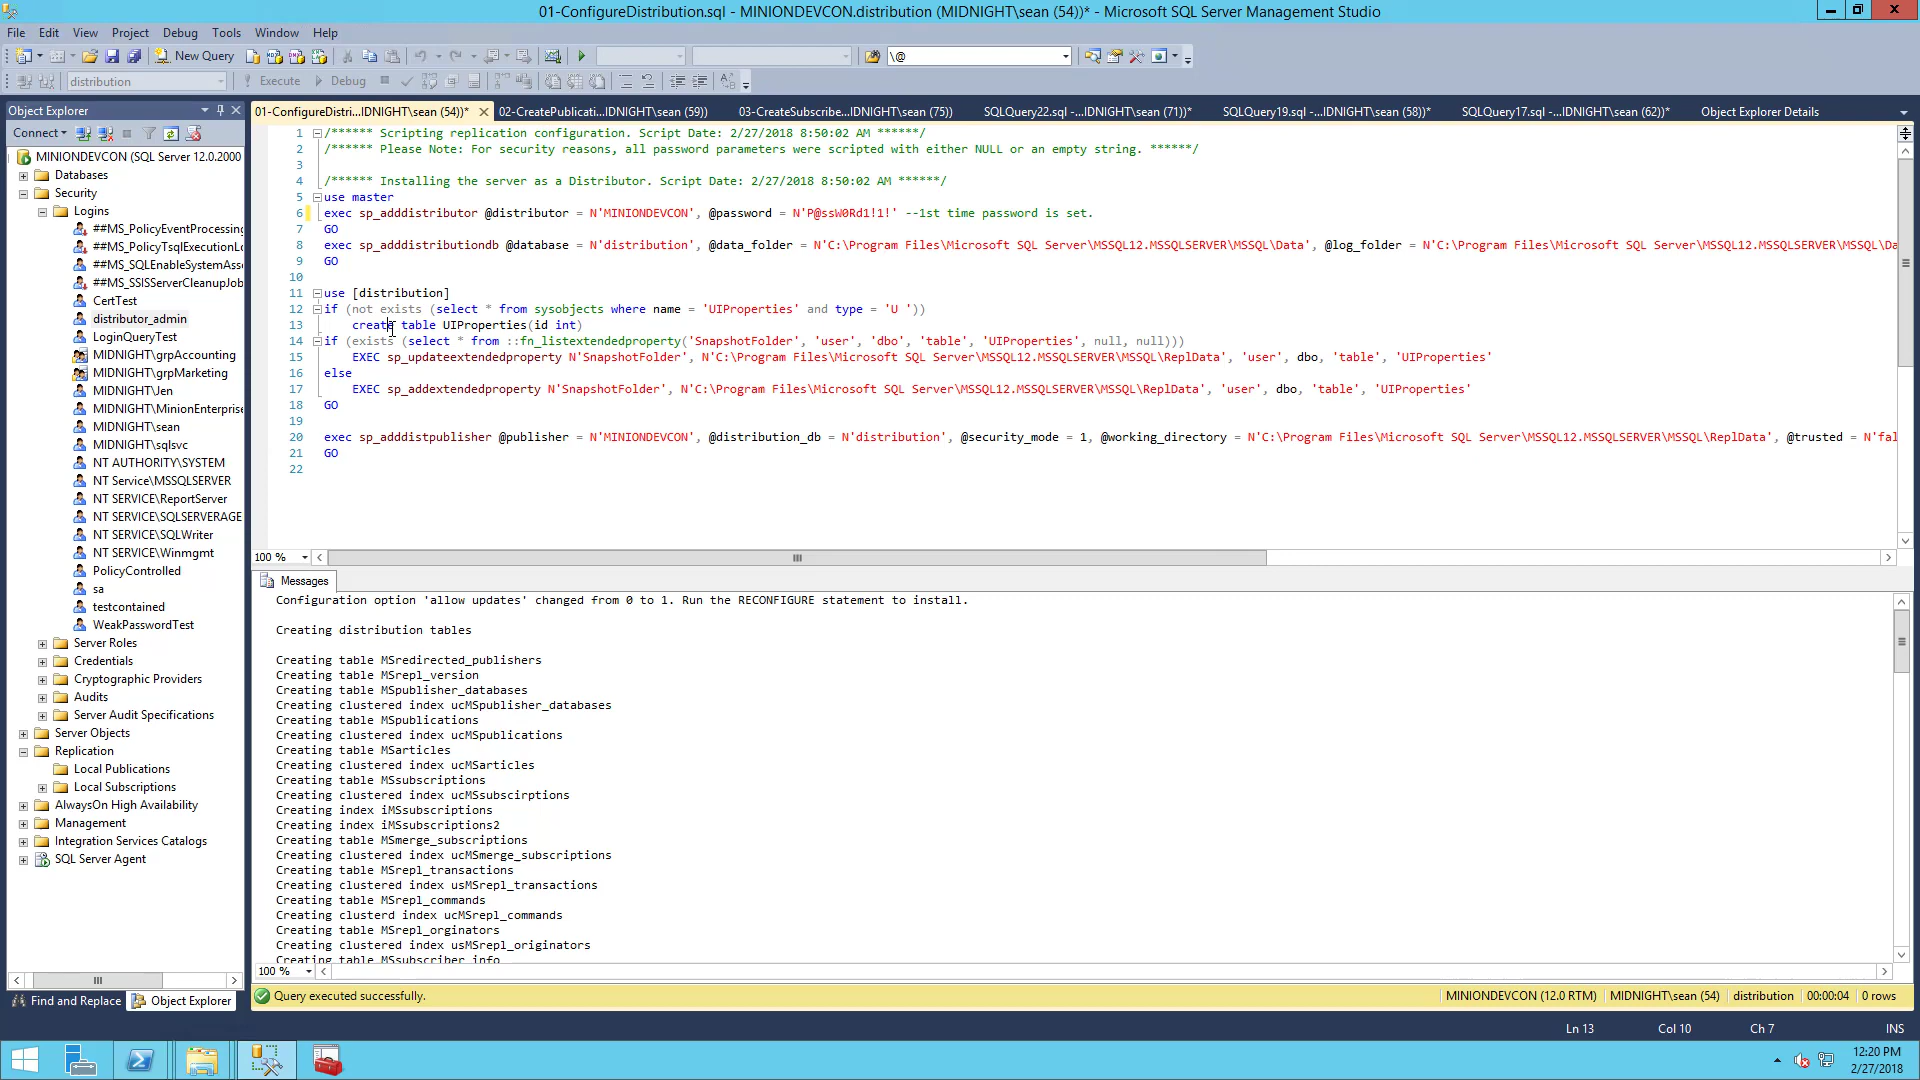 01-ConfigureDistribution.sql - MINIONDEVCON.distribution (MIDNIGHT\sean (54))* - Microsoft SQL Server Management Studio
File Edit View Project Debug Tools Window Help
New Query
\@
distribution
Execute
Debug
Object Explorer
01-ConfigureDistri...IDNIGHT\sean (54))*
02-CreatePublicati...IDNIGHT\sean (59))
03-CreateSubscribe...IDNIGHT\sean (75))
SQLQuery22.sql -...IDNIGHT\sean (71))*
SQLQuery19.sql -...IDNIGHT\sean (58))*
SQLQuery17.sql -...IDNIGHT\sean (62))*
Object Explorer Details
Connect
MINIONDEVCON (SQL Server 12.0.2000
Databases
Security
Logins
##MS_PolicyEventProcessing
##MS_PolicyTsqlExecutionLo
##MS_SQLEnableSystemAss
##MS_SSISServerCleanupJob
CertTest
distributor_admin
LoginQueryTest
MIDNIGHT\grpAccounting
MIDNIGHT\grpMarketing
MIDNIGHT\Jen
MIDNIGHT\MinionEnterprise
MIDNIGHT\sean
MIDNIGHT\sqlsvc
NT AUTHORITY\SYSTEM
NT Service\MSSQLSERVER
NT SERVICE\ReportServer
NT SERVICE\SQLSERVERAGE
NT SERVICE\SQLWriter
NT SERVICE\Winmgmt
PolicyControlled
sa
testcontained
WeakPasswordTest
Server Roles
Credentials
Cryptographic Providers
Audits
Server Audit Specifications
Server Objects
Replication
Local Publications
Local Subscriptions
AlwaysOn High Availability
Management
Integration Services Catalogs
SQL Server Agent
Find and Replace
Object Explorer
1 /****** Scripting replication configuration. Script Date: 2/27/2018 8:50:02 AM ******/
2 /****** Please Note: For security reasons, all password parameters were scripted with either NULL or an empty string. ******/
3
4 /****** Installing the server as a Distributor. Script Date: 2/27/2018 8:50:02 AM ******/
5 use master
6 exec sp_adddistributor @distributor = N'MINIONDEVCON', @password = N'P@ssW0Rd1!1!' --1st time password is set.
7 GO
8 exec sp_adddistributiondb @database = N'distribution', @data_folder = N'C:\Program Files\Microsoft SQL Server\MSSQL12.MSSQLSERVER\MSSQL\Data', @log_folder = N'C:\Program Files\Microsoft SQL Server\MSSQL12.MSSQLSERVER\MSSQL\Da
9 GO
10
11 use [distribution]
12 if (not exists (select * from sysobjects where name = 'UIProperties' and type = 'U '))
13 create table UIProperties(id int)
14 if (exists (select * from ::fn_listextendedproperty('SnapshotFolder', 'user', 'dbo', 'table', 'UIProperties', null, null)))
15 EXEC sp_updateextendedproperty N'SnapshotFolder', N'C:\Program Files\Microsoft SQL Server\MSSQL12.MSSQLSERVER\MSSQL\ReplData', 'user', dbo, 'table', 'UIProperties'
16 else
17 EXEC sp_addextendedproperty N'SnapshotFolder', N'C:\Program Files\Microsoft SQL Server\MSSQL12.MSSQLSERVER\MSSQL\ReplData', 'user', dbo, 'table', 'UIProperties'
18 GO
19
20 exec sp_adddistpublisher @publisher = N'MINIONDEVCON', @distribution_db = N'distribution', @security_mode = 1, @working_directory = N'C:\Program Files\Microsoft SQL Server\MSSQL12.MSSQLSERVER\MSSQL\ReplData', @trusted = N'fal
21 GO
22
100 %
Messages
Configuration option 'allow updates' changed from 0 to 1. Run the RECONFIGURE statement to install.
Creating distribution tables
Creating table MSredirected_publishers
Creating table MSrepl_version
Creating table MSpublisher_databases
Creating clustered index ucMSpublisher_databases
Creating table MSpublications
Creating clustered index ucMSpublications
Creating table MSarticles
Creating clustered index ucMSarticles
Creating table MSsubscriptions
Creating clustered index ucMSsubscirptions
Creating index iMSsubscriptions
Creating index iMSsubscriptions2
Creating table MSmerge_subscriptions
Creating clustered index ucMSmerge_subscriptions
Creating table MSrepl_transactions
Creating clustered index usMSrepl_transactions
Creating table MSrepl_commands
Creating clusterd index ucMSrepl_commands
Creating table MSrepl_orginators
Creating clustered index usMSrepl_originators
Creating table MSsubscriber_info
100 %
Query executed successfully.
MINIONDEVCON (12.0 RTM) MIDNIGHT\sean (54) distribution 00:00:04 0 rows
Ln 13 Col 10 Ch 7 INS
12:20 PM
2/27/2018